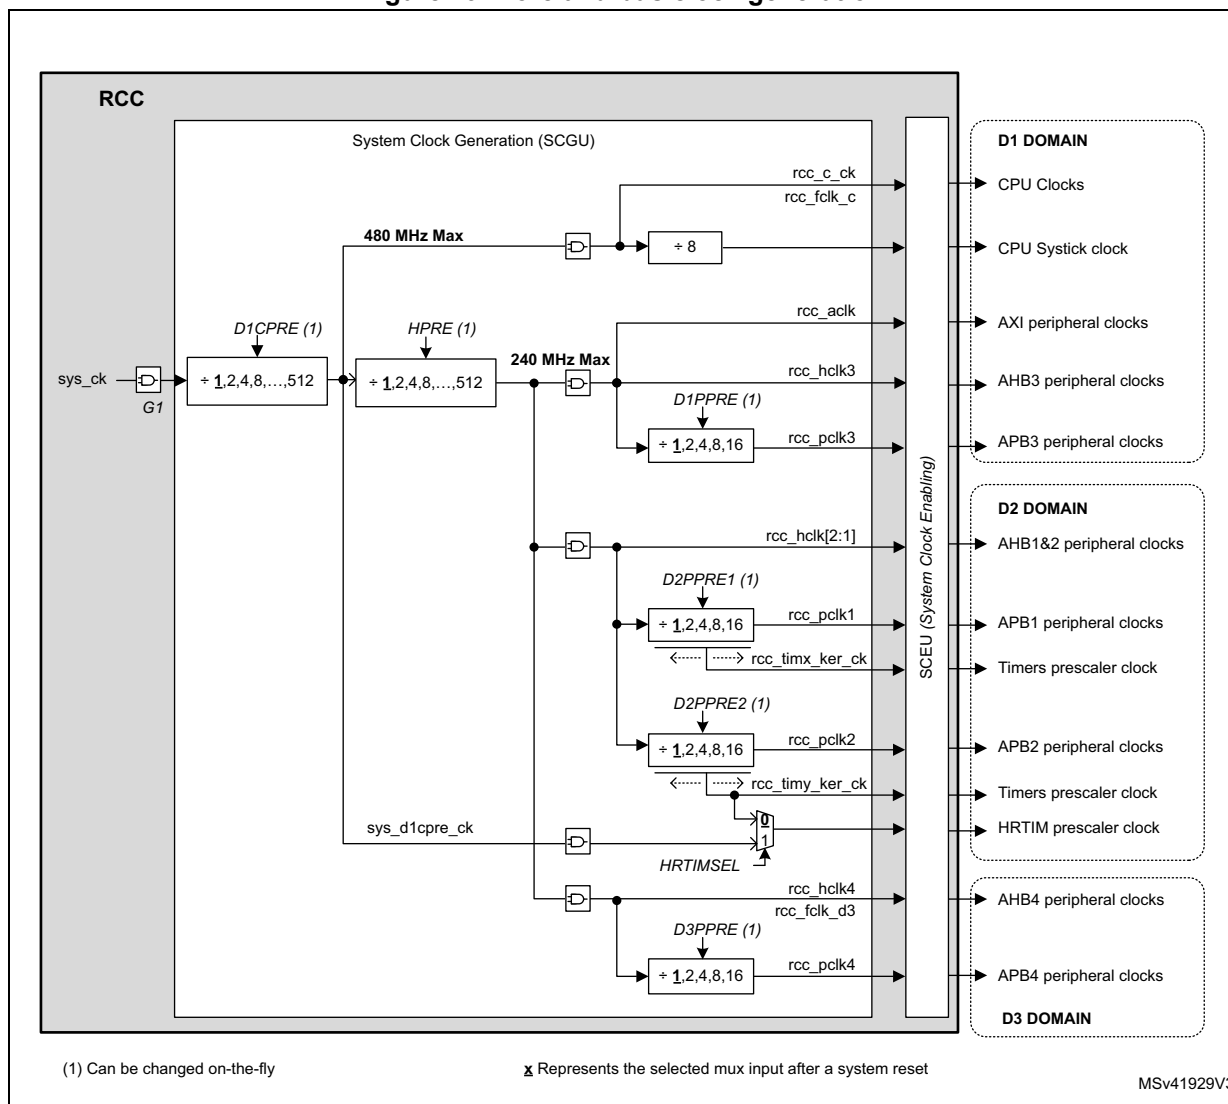 RCC
System Clock Generation (SCGU)
D1 DOMAIN
rcc_c_ck
CPU Clocks
rcc_fclk_c
480 MHz Max
÷ 8
CPU Systick clock
rcc_aclk
AXI peripheral clocks
D1CPRE (1)
HPRE (1)
240 MHz Max
sys_ck
÷ 1,2,4,8,...,512
÷ 1,2,4,8,...,512
rcc_hclk3
AHB3 peripheral clocks
G1
D1PPRE (1)
÷ 1,2,4,8,16
rcc_pclk3
APB3 peripheral clocks
SCEU (System Clock Enabling)
D2 DOMAIN
rcc_hclk[2:1]
AHB1&2 peripheral clocks
D2PPRE1 (1)
÷ 1,2,4,8,16
rcc_pclk1
APB1 peripheral clocks
rcc_timx_ker_ck
Timers prescaler clock
D2PPRE2 (1)
÷ 1,2,4,8,16
rcc_pclk2
APB2 peripheral clocks
rcc_timy_ker_ck
Timers prescaler clock
0
sys_d1cpre_ck
HRTIM prescaler clock
1
HRTIMSEL
rcc_hclk4
AHB4 peripheral clocks
rcc_fclk_d3
D3PPRE (1)
÷ 1,2,4,8,16
rcc_pclk4
APB4 peripheral clocks
D3 DOMAIN
(1) Can be changed on-the-fly
x Represents the selected mux input after a system reset
MSv41929V3